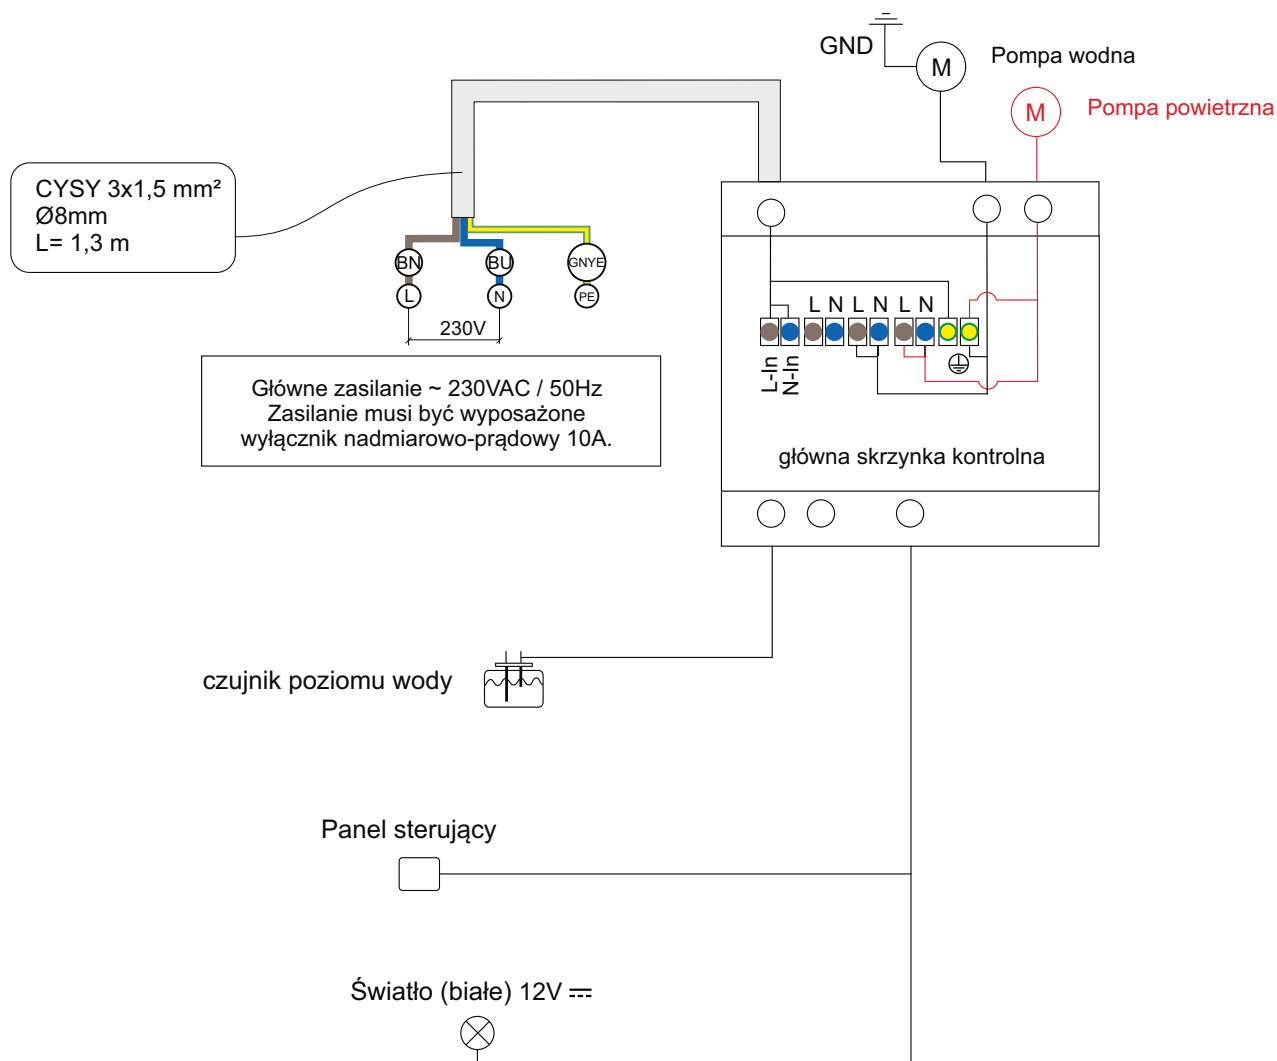 GND
M
Pompa wodna
M
Pompa powietrzna
CYSY 3x1,5 mm²
Ø8mm
L= 1,3 m
BN
BU
GNYE
L
N
PE
230V
Główne zasilanie ~ 230VAC / 50Hz
Zasilanie musi być wyposażone
wyłącznik nadmiarowo-prądowy 10A.
L N L N L N
L-In
N-In
główna skrzynka kontrolna
czujnik poziomu wody
Panel sterujący
Światło (białe) 12V